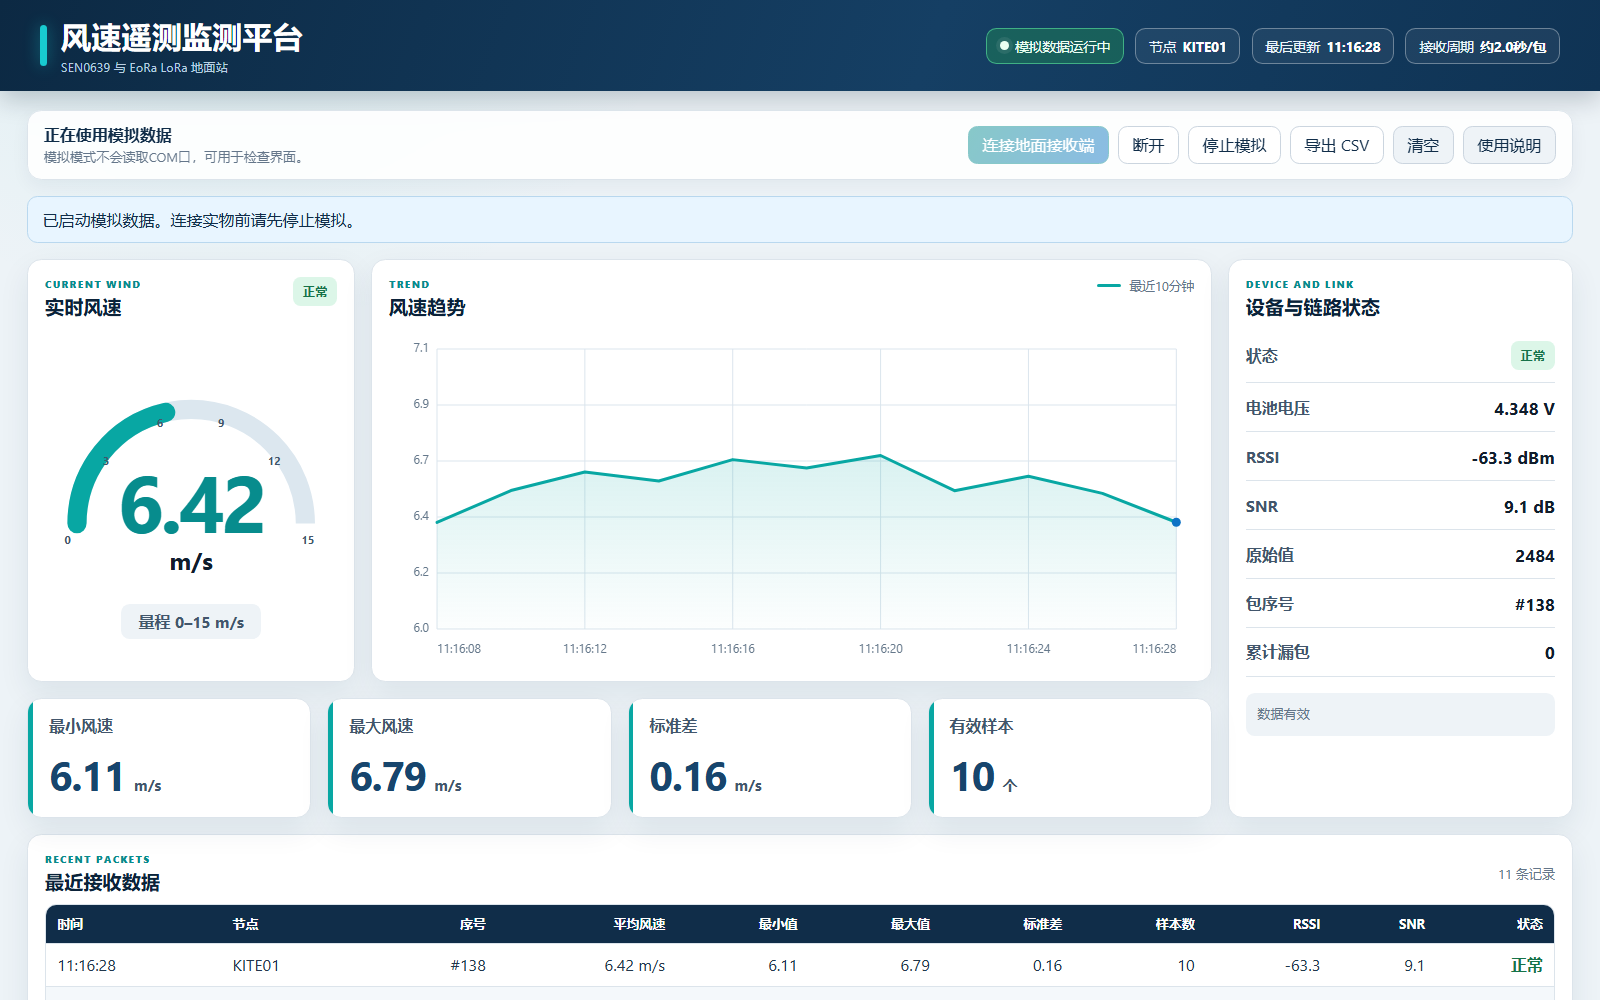 风速遥测监测平台
SEN0639 与 EoRa LoRa 地面站
模拟数据运行中
节点 KITE01
最后更新 11:16:28
接收周期 约2.0秒/包
正在使用模拟数据
模拟模式不会读取COM口，可用于检查界面。
连接地面接收端
断开
停止模拟
导出 CSV
清空
使用说明
已启动模拟数据。连接实物前请先停止模拟。
CURRENT WIND
实时风速
正常
0
3
6
9
12
15
6.42
m/s
量程 0–15 m/s
TREND
风速趋势
最近10分钟
7.1
6.9
6.7
6.4
6.2
6.0
11:16:08
11:16:12
11:16:16
11:16:20
11:16:24
11:16:28
DEVICE AND LINK
设备与链路状态
状态 正常
电池电压 4.348 V
RSSI -63.3 dBm
SNR 9.1 dB
原始值 2484
包序号 #138
累计漏包 0
数据有效
最小风速
6.11 m/s
最大风速
6.79 m/s
标准差
0.16 m/s
有效样本
10 个
RECENT PACKETS
最近接收数据
11 条记录
时间 节点 序号 平均风速 最小值 最大值 标准差 样本数 RSSI SNR 状态
11:16:28 KITE01 #138 6.42 m/s 6.11 6.79 0.16 10 -63.3 9.1 正常